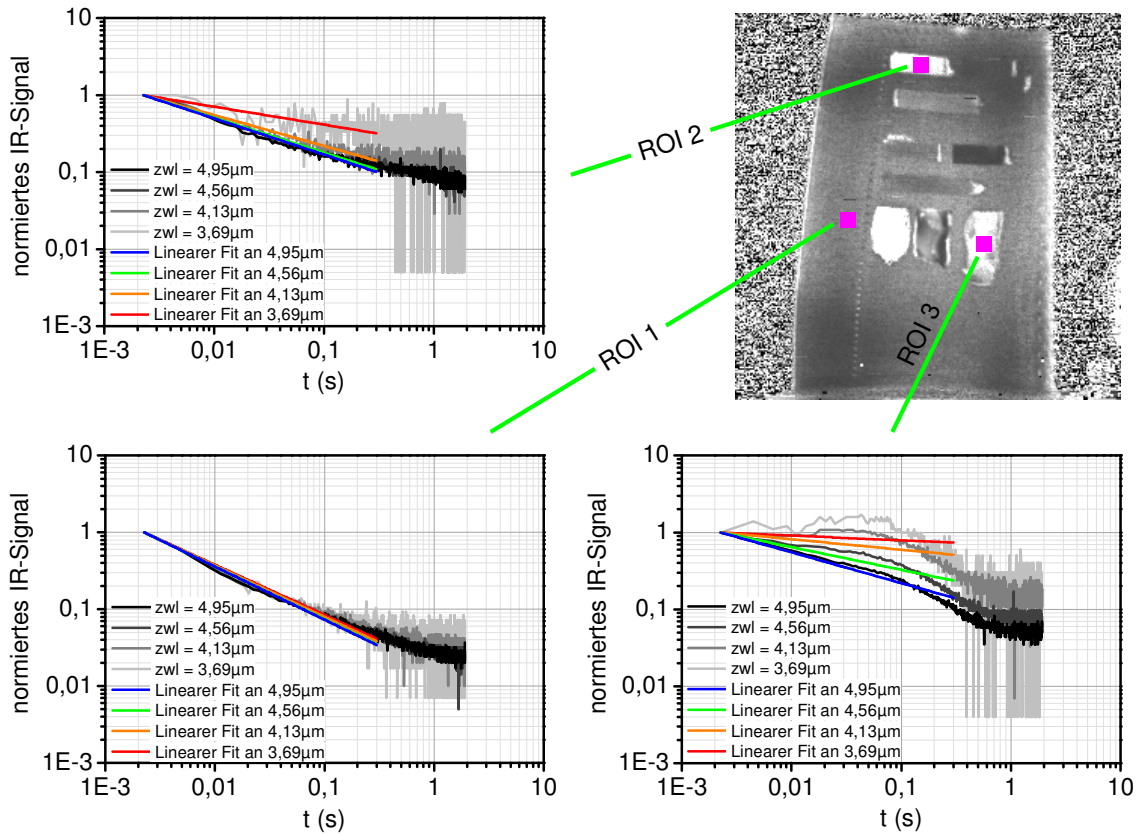 10
1
0,1
0,01
1E-3
normiertes IR-Signal
zwl = 4,95µm
zwl = 4,56µm
zwl = 4,13µm
zwl = 3,69µm
Linearer Fit an 4,95µm
Linearer Fit an 4,56µm
Linearer Fit an 4,13µm
Linearer Fit an 3,69µm
1E-3 0,01 0,1 1 10
t (s)
ROI 2
ROI 1
ROI 3
10
1
0,1
0,01
1E-3
normiertes IR-Signal
zwl = 4,95µm
zwl = 4,56µm
zwl = 4,13µm
zwl = 3,69µm
Linearer Fit an 4,95µm
Linearer Fit an 4,56µm
Linearer Fit an 4,13µm
Linearer Fit an 3,69µm
1E-3 0,01 0,1 1 10
t (s)
10
1
0,1
0,01
1E-3
normiertes IR-Signal
zwl = 4,95µm
zwl = 4,56µm
zwl = 4,13µm
zwl = 3,69µm
Linearer Fit an 4,95µm
Linearer Fit an 4,56µm
Linearer Fit an 4,13µm
Linearer Fit an 3,69µm
1E-3 0,01 0,1 1 10
t (s)